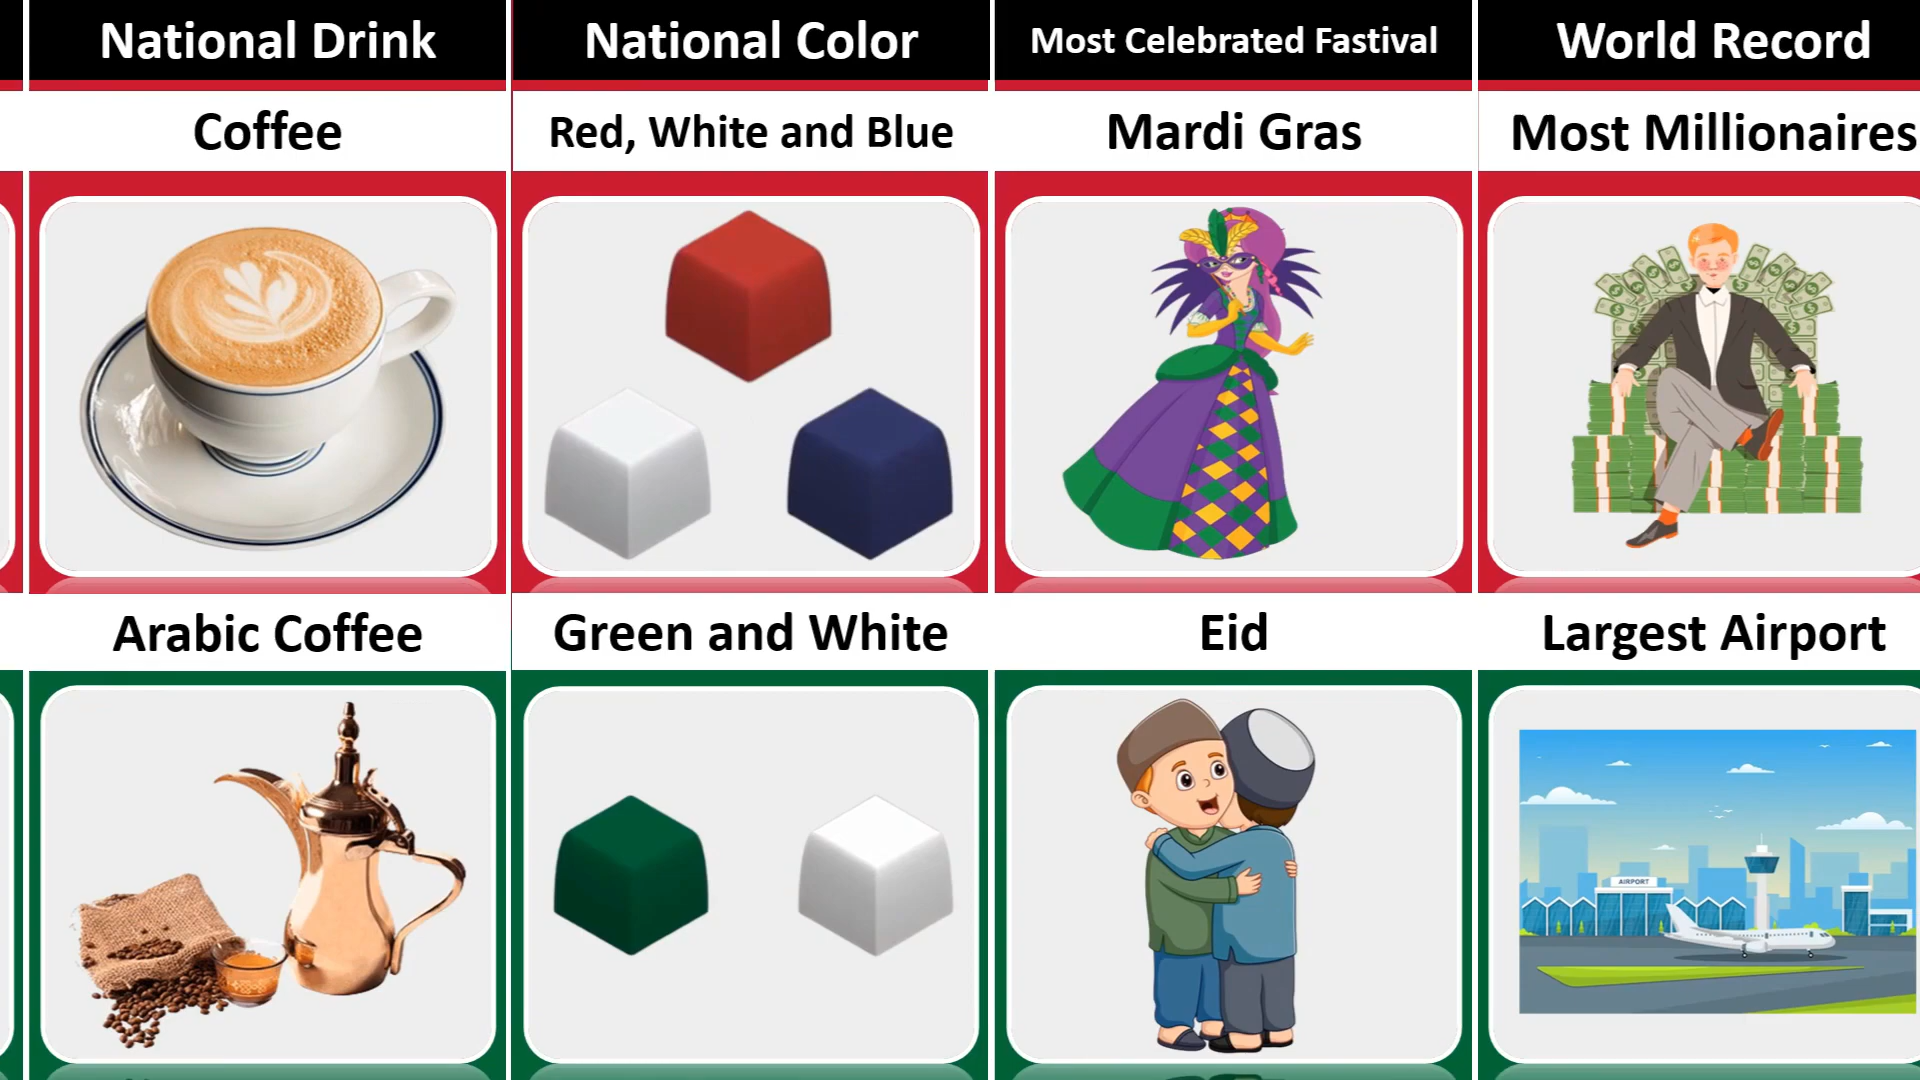 National Drink
National Color
Most Celebrated Fastival
World Record
Coffee
Red, White and Blue
Mardi Gras
Most Millionaires
Arabic Coffee
Green and White
Eid
Largest Airport
AIRPORT